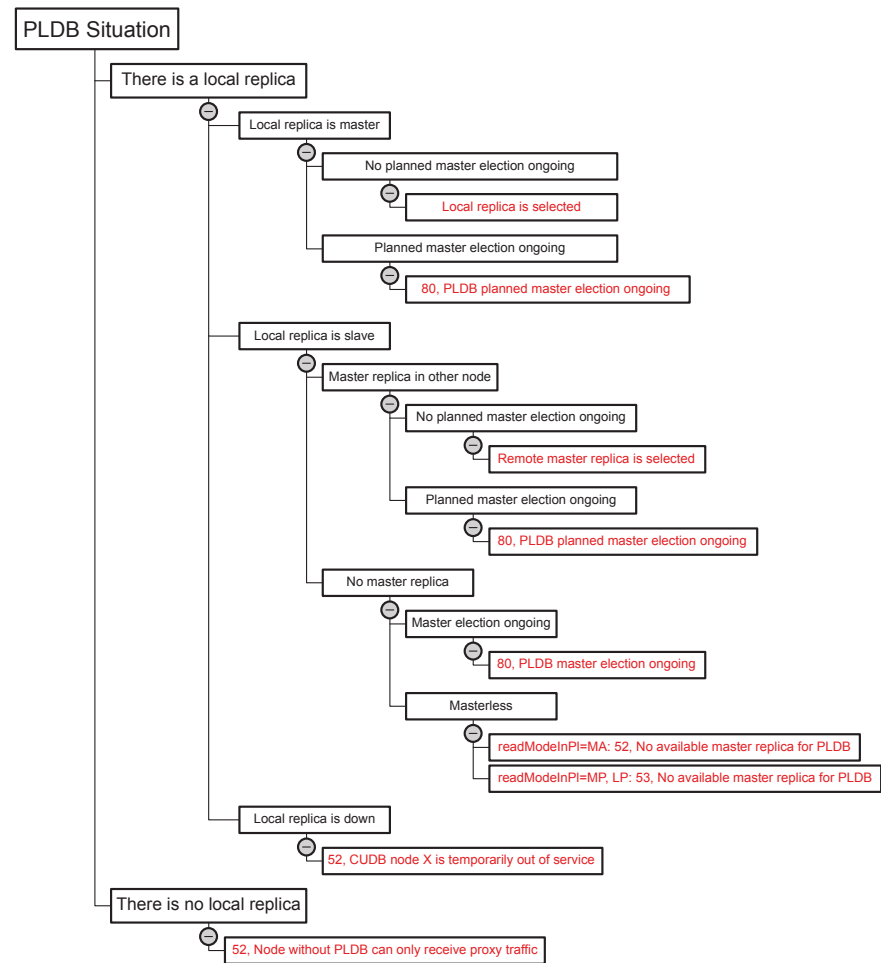 PLDB Situation
There is a local replica
Local replica is master
No planned master election ongoing
Local replica is selected
Planned master election ongoing
80, PLDB planned master election ongoing
Local replica is slave
Master replica in other node
No planned master election ongoing
Remote master replica is selected
Planned master election ongoing
80, PLDB planned master election ongoing
No master replica
Master election ongoing
80, PLDB master election ongoing
Masterless
readModeInPl=MA: 52, No available master replica for PLDB
readModeInPl=MP, LP: 53, No available master replica for PLDB
Local replica is down
52, CUDB node X is temporarily out of service
There is no local replica
52, Node without PLDB can only receive proxy traffic